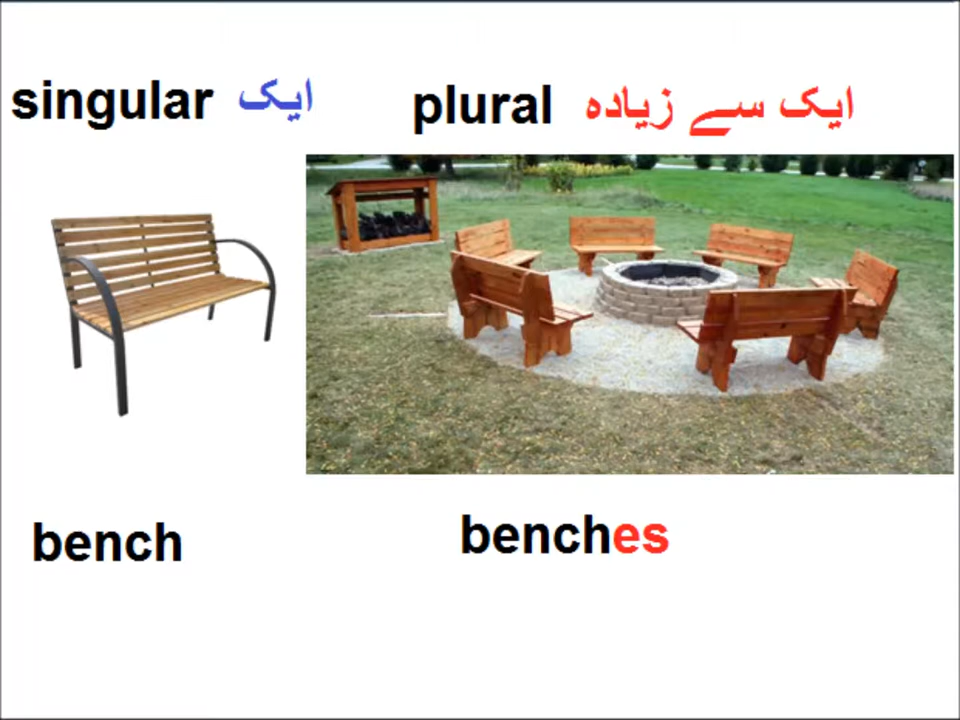 singular ایک
plural ایک سے زیادہ
bench
benches